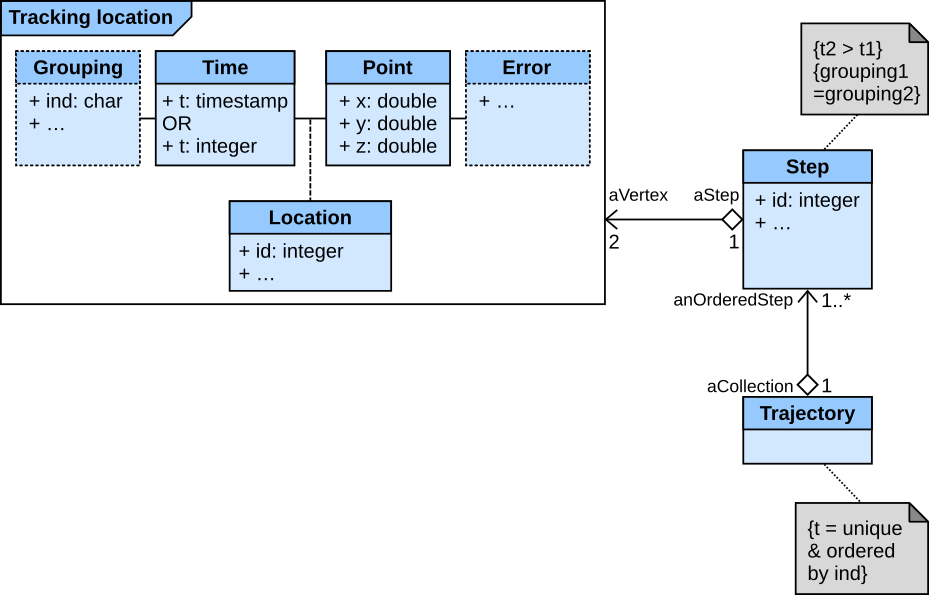 Tracking location
Grouping
+ ind: char
+ …
Time
+ t: timestamp
OR
+ t: integer
Point
+ x: double
+ y: double
+ z: double
Error
+ …
Location
+ id: integer
+ …
{t2 > t1}
{grouping1
=grouping2}
Step
+ id: integer
+ …
aVertex
aStep
2
1
anOrderedStep
1..*
aCollection
1
Trajectory
{t = unique
& ordered
by ind}